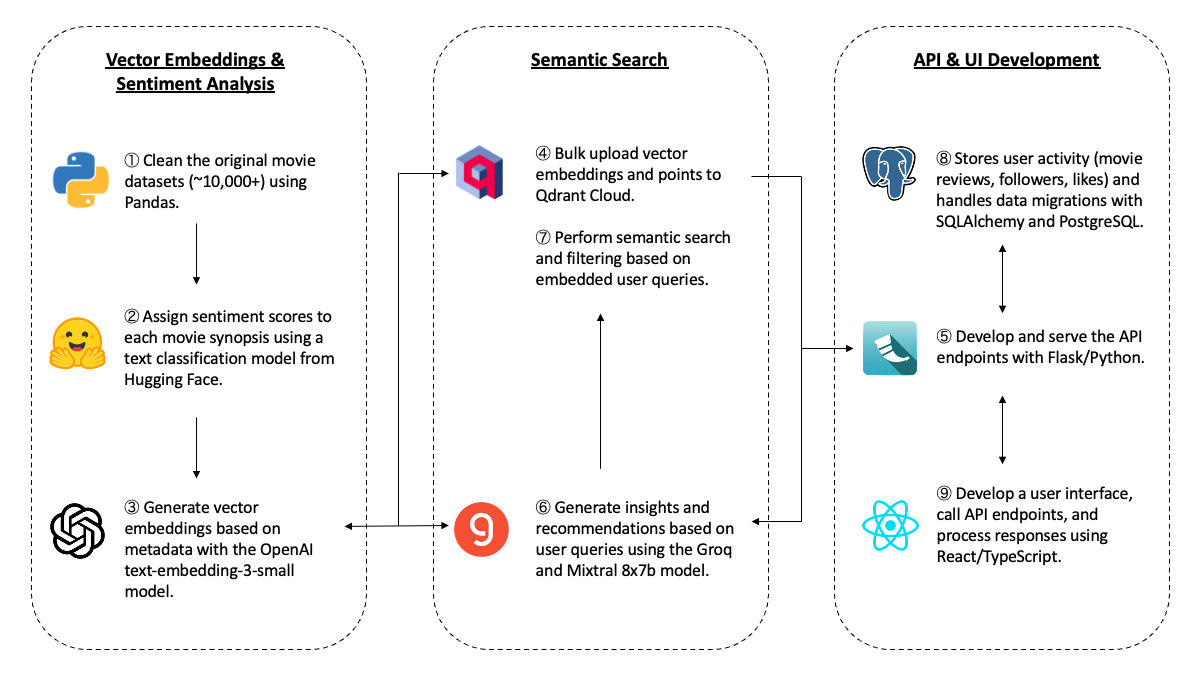 Vector Embeddings &
Sentiment Analysis
① Clean the original movie
datasets (~10,000+) using
Pandas.
② Assign sentiment scores to
each movie synopsis using a
text classification model from
Hugging Face.
③ Generate vector
embeddings based on
metadata with the OpenAI
text-embedding-3-small
model.
Semantic Search
④ Bulk upload vector
embeddings and points to
Qdrant Cloud.
⑦ Perform semantic search
and filtering based on
embedded user queries.
⑥ Generate insights and
recommendations based on
user queries using the Groq
and Mixtral 8x7b model.
API & UI Development
⑧ Stores user activity (movie
reviews, followers, likes) and
handles data migrations with
SQLAlchemy and PostgreSQL.
⑤ Develop and serve the API
endpoints with Flask/Python.
⑨ Develop a user interface,
call API endpoints, and
process responses using
React/TypeScript.